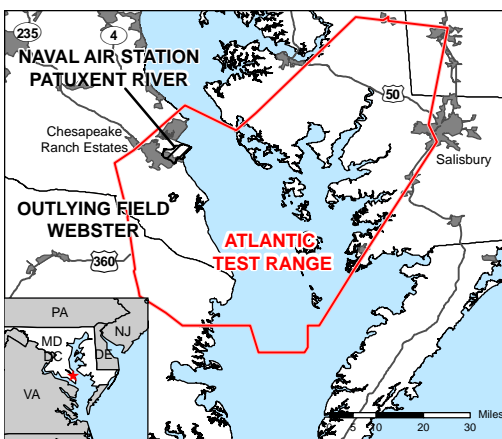 235
4
NAVAL AIR STATION
PATUXENT RIVER
50
Chesapeake
Ranch Estates
Salisbury
OUTLYING FIELD
WEBSTER
ATLANTIC
TEST RANGE
360
PA
NJ
MD
DC
DE
VA
Miles
5 10 20 30